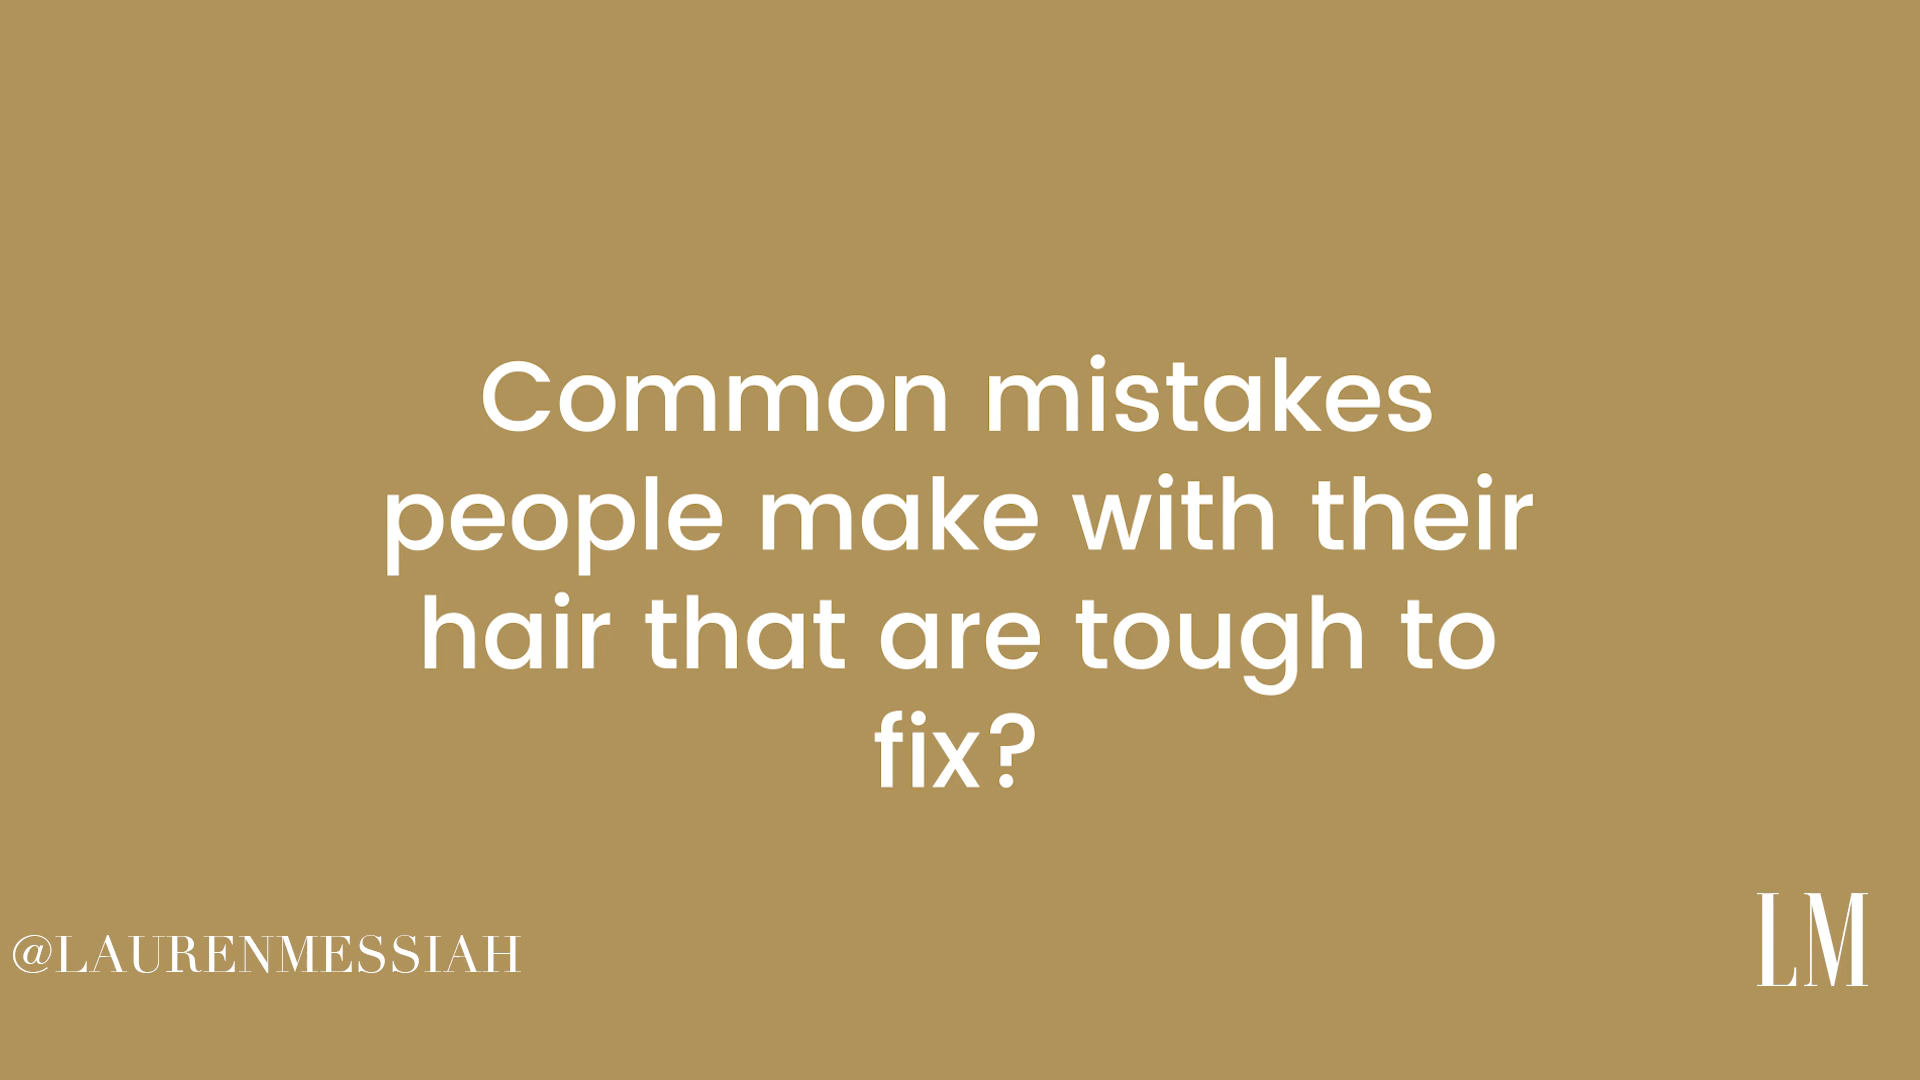 Common mistakes
people make with their
hair that are tough to
fix?
@LAURENMESSIAH
LM